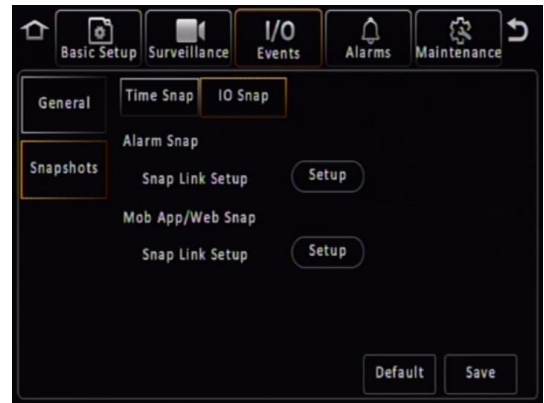 I/O
Basic Setup Surveillance Events Alarms Maintenance
General
Time Snap IO Snap
Alarm Snap
Snapshots
Snap Link Setup Setup
Mob App/Web Snap
Snap Link Setup Setup
Default Save